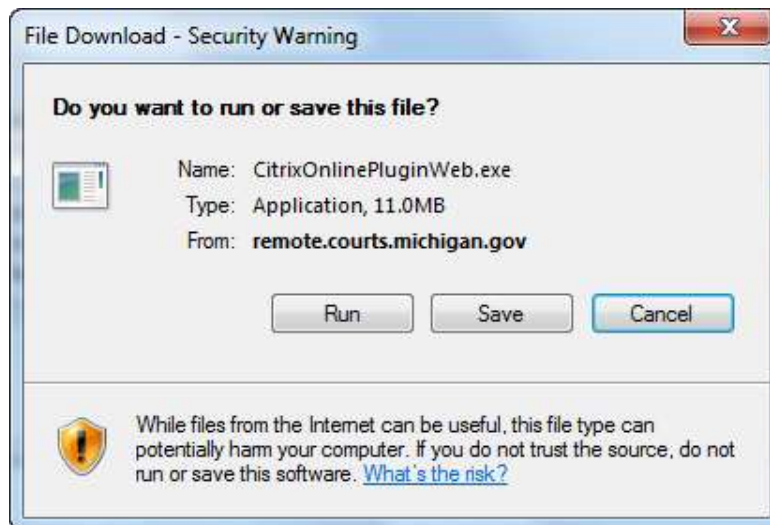 File Download - Security Warning
Do you want to run or save this file?
Name: CitrixOnlinePluginWeb.exe
Type: Application, 11.0MB
From: remote.courts.michigan.gov
Run Save Cancel
While files from the Internet can be useful, this file type can
potentially harm your computer. If you do not trust the source, do not
run or save this software. What's the risk?